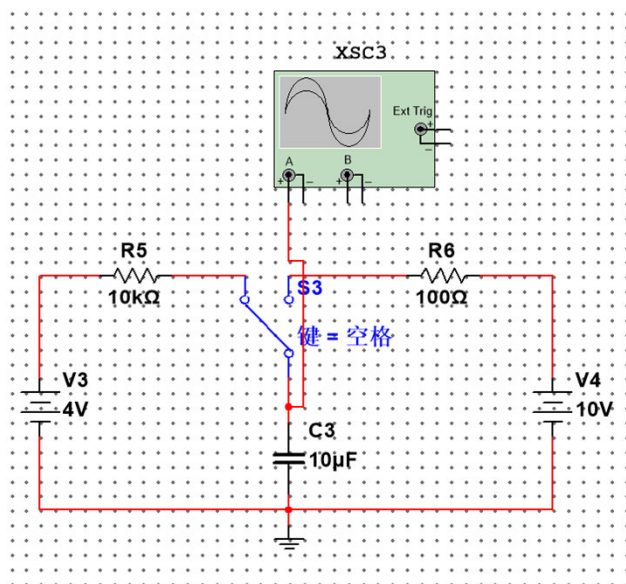 XSC3
Ext Trig
+
−
A
B
+
−
+
−
R5
10kΩ
R6
100Ω
S3
键 = 空格
V3
4V
V4
10V
C3
10µF